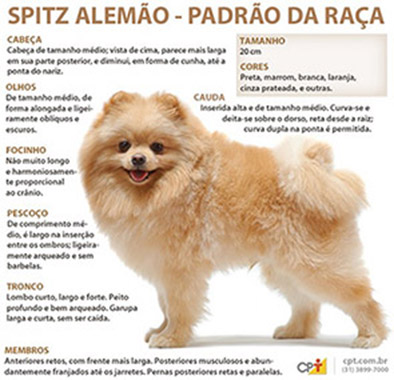 SPITZ ALEMÃO - PADRÃO DA RAÇA
CABEÇA
Cabeça de tamanho médio; vista de cima, parece mais larga
em sua parte posterior, e diminui, em forma de cunha, até a
ponta do nariz.
TAMANHO
20 cm
CORES
Preta, marrom, branca, laranja,
cinza prateada, e outras.
OLHOS
De tamanho médio, de
forma alongada e ligei-
ramente oblíquos e
escuros.
CAUDA
Inserida alta e de tamanho médio. Curva-se e
deita-se sobre o dorso, reta desde a raiz;
curva dupla na ponta é permitida.
FOCINHO
Não muito longo
e harmoniosamen-
te proporcional
ao crânio.
PESCOÇO
De comprimento mé-
dio, é largo na inserção
entre os ombros; ligeira-
mente arqueado e sem
barbelas.
TRONCO
Lombo curto, largo e forte. Peito
profundo e bem arqueado. Garupa
larga e curta, sem ser caída.
MEMBROS
Anteriores retos, com frente mais larga. Posteriores musculosos e abun-
dantemente franjados até os jarretes. Pernas posteriores retas e paralelas.
CPT
cpt.com.br
(31) 3899-7000